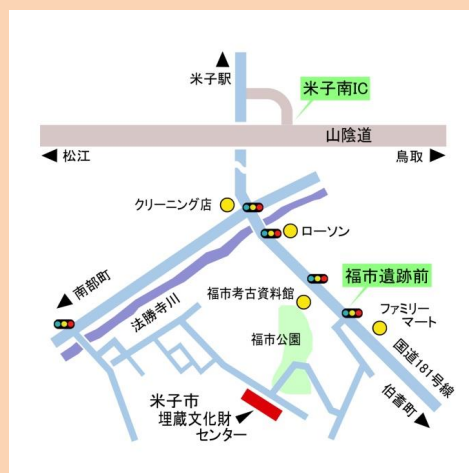 米子駅
米子南IC
山陰道
松江
鳥取
クリーニング店
ローソン
南部町
法勝寺川
福市考古資料館
福市遺跡前
ファミリー
マート
福市公園
国道181号線
伯耆町
米子市
埋蔵文化財
センター